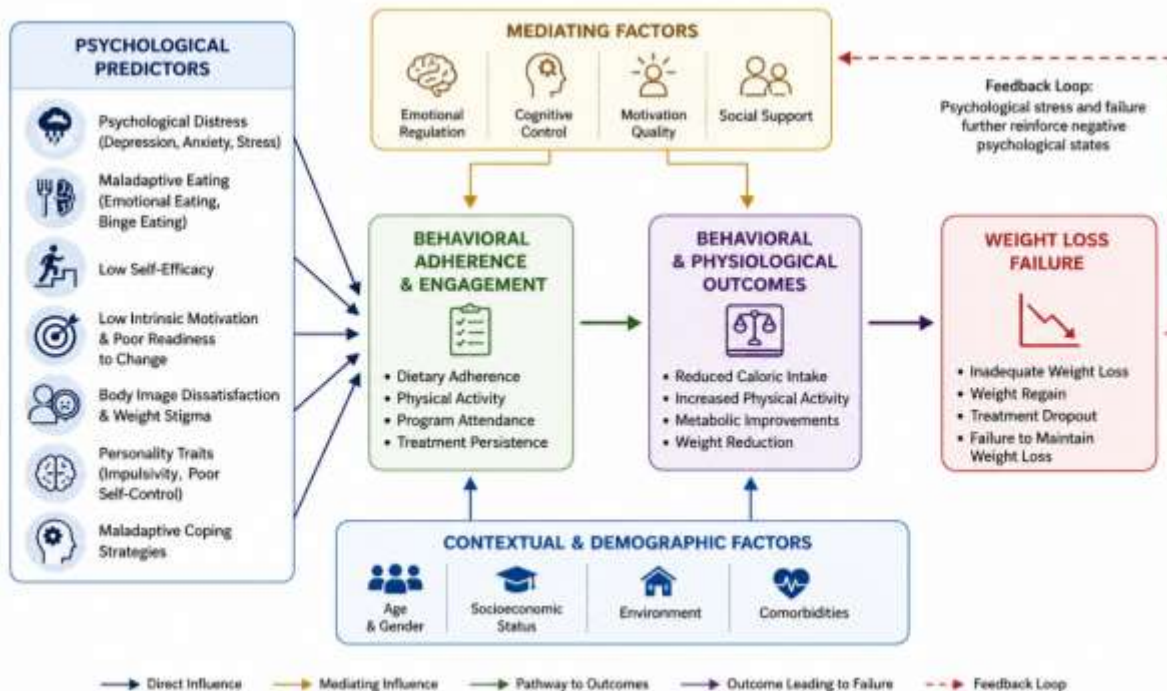 PSYCHOLOGICAL
PREDICTORS
Psychological Distress
(Depression, Anxiety, Stress)
Maladaptive Eating
(Emotional Eating,
Binge Eating)
Low Self-Efficacy
Low Intrinsic Motivation
& Poor Readiness
to Change
Body Image Dissatisfaction
& Weight Stigma
Personality Traits
(Impulsivity, Poor
Self-Control)
Maladaptive Coping
Strategies
MEDIATING FACTORS
Emotional
Regulation
Cognitive
Control
Motivation
Quality
Social Support
Feedback Loop:
Psychological stress and failure
further reinforce negative
psychological states
BEHAVIORAL
ADHERENCE
& ENGAGEMENT
• Dietary Adherence
• Physical Activity
• Program Attendance
• Treatment Persistence
BEHAVIORAL
& PHYSIOLOGICAL
OUTCOMES
• Reduced Caloric Intake
• Increased Physical Activity
• Metabolic Improvements
• Weight Reduction
WEIGHT LOSS
FAILURE
• Inadequate Weight Loss
• Weight Regain
• Treatment Dropout
• Failure to Maintain
Weight Loss
CONTEXTUAL & DEMOGRAPHIC FACTORS
Age
& Gender
Socioeconomic
Status
Environment
Comorbidities
Direct Influence
Mediating Influence
Pathway to Outcomes
Outcome Leading to Failure
Feedback Loop